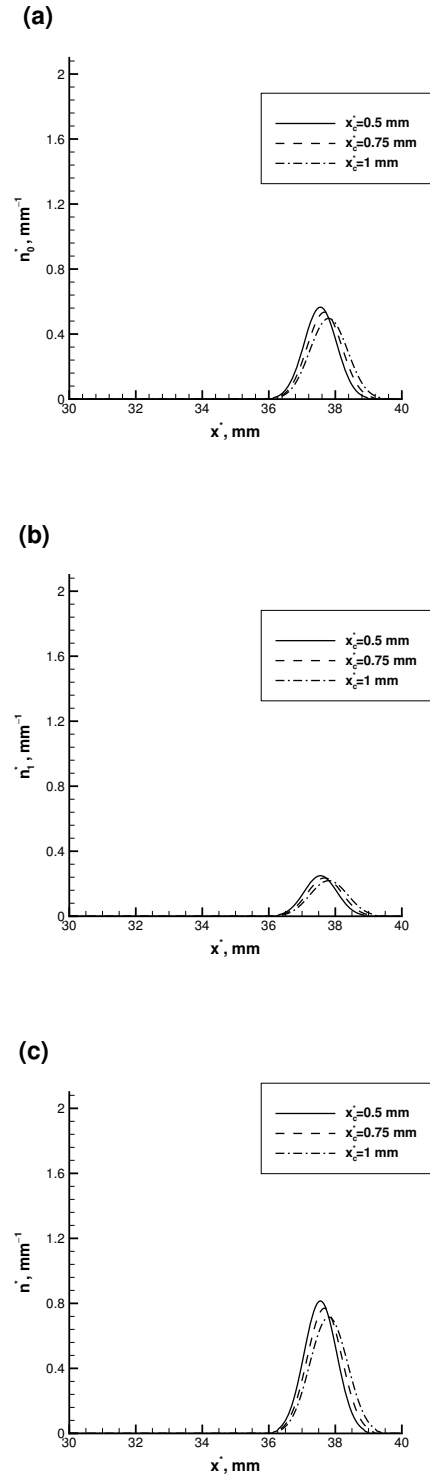 (a)
n*0, mm-1
2
1.6
1.2
0.8
0.4
0
30 32 34 36 38 40
x*, mm
x*c=0.5 mm
x*c=0.75 mm
x*c=1 mm
(b)
n*1, mm-1
2
1.6
1.2
0.8
0.4
0
30 32 34 36 38 40
x*, mm
x*c=0.5 mm
x*c=0.75 mm
x*c=1 mm
(c)
n*, mm-1
2
1.6
1.2
0.8
0.4
0
30 32 34 36 38 40
x*, mm
x*c=0.5 mm
x*c=0.75 mm
x*c=1 mm